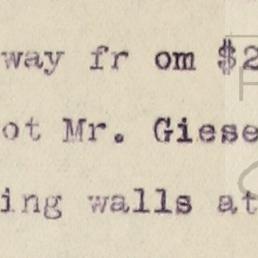 way fr om $2
ot Mr. Giese
ing walls at